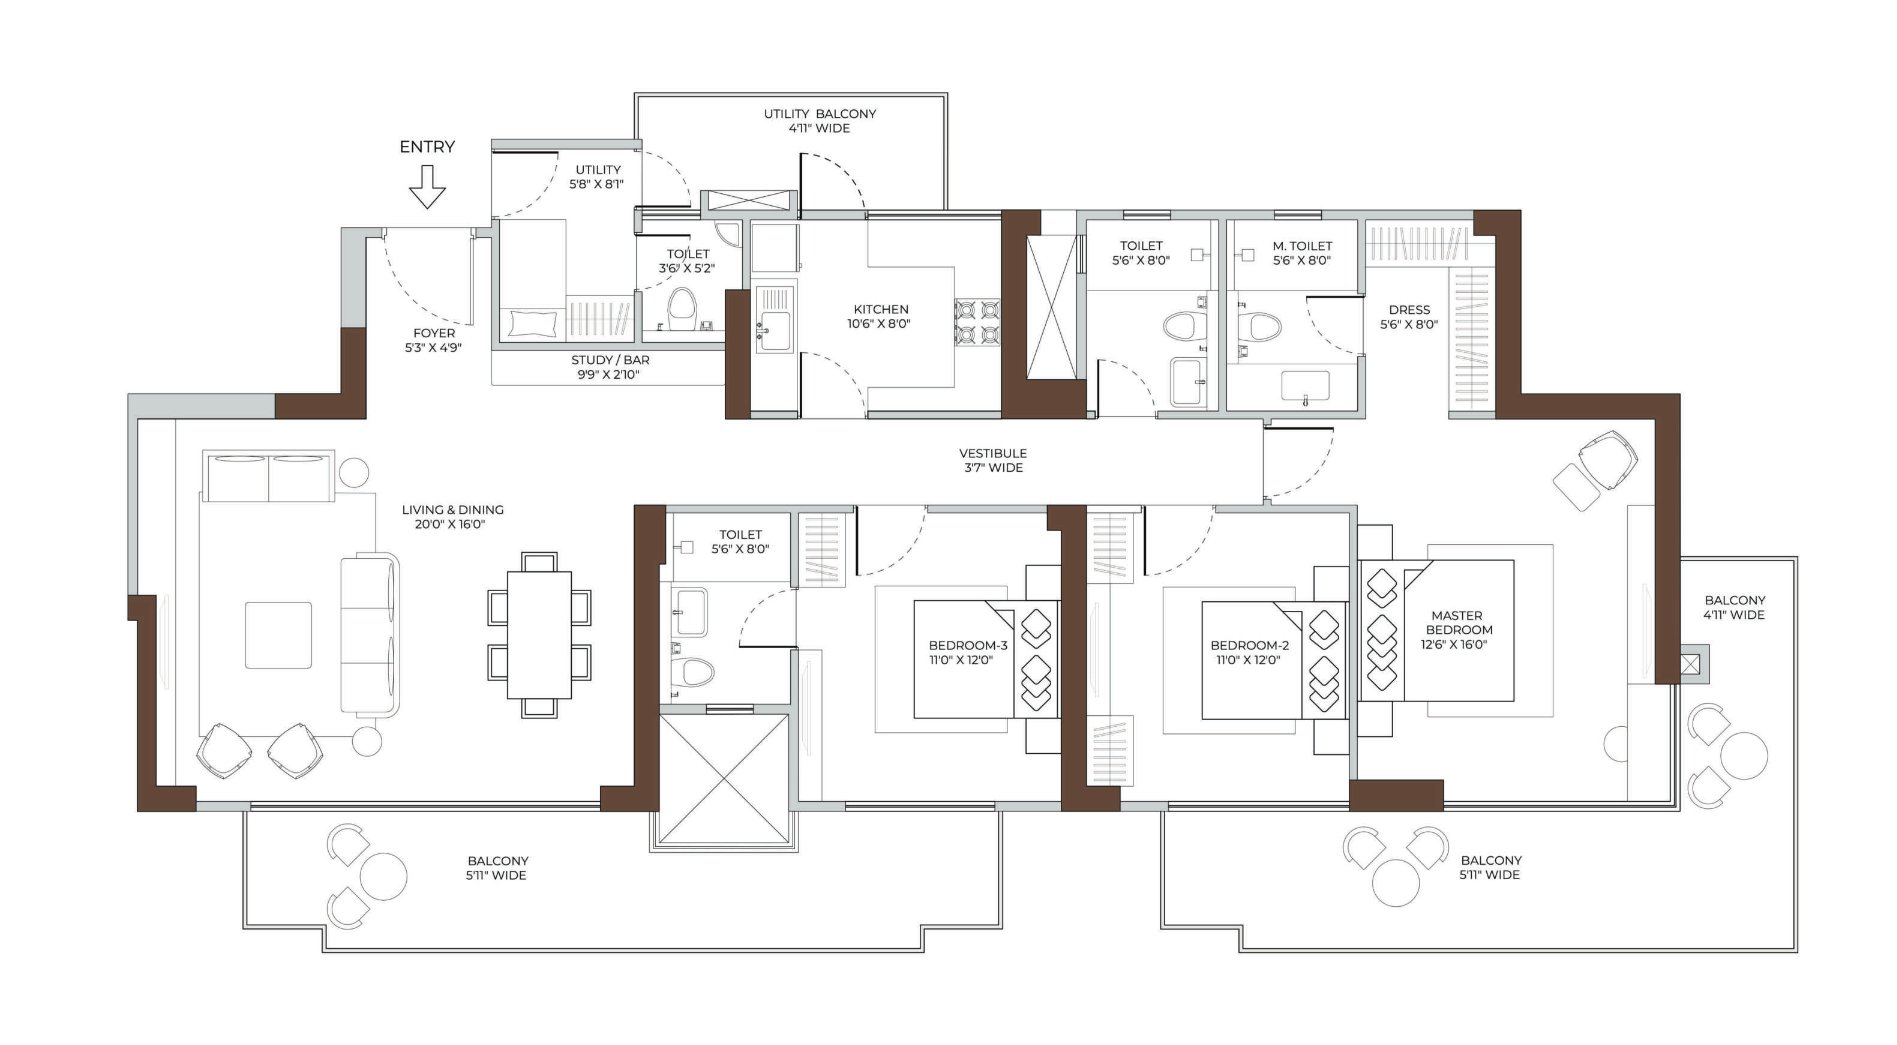 UTILITY BALCONY
4'11" WIDE
ENTRY
UTILITY
5'8" X 8'1"
TOILET
3'6" X 5'2"
TOILET
5'6" X 8'0"
M. TOILET
5'6" X 8'0"
KITCHEN
10'6" X 8'0"
DRESS
5'6" X 8'0"
FOYER
5'3" X 4'9"
STUDY / BAR
9'9" X 2'10"
VESTIBULE
3'7" WIDE
LIVING & DINING
20'0" X 16'0"
TOILET
5'6" X 8'0"
BEDROOM-3
11'0" X 12'0"
BEDROOM-2
11'0" X 12'0"
MASTER
BEDROOM
12'6" X 16'0"
BALCONY
4'11" WIDE
BALCONY
5'11" WIDE
BALCONY
5'11" WIDE